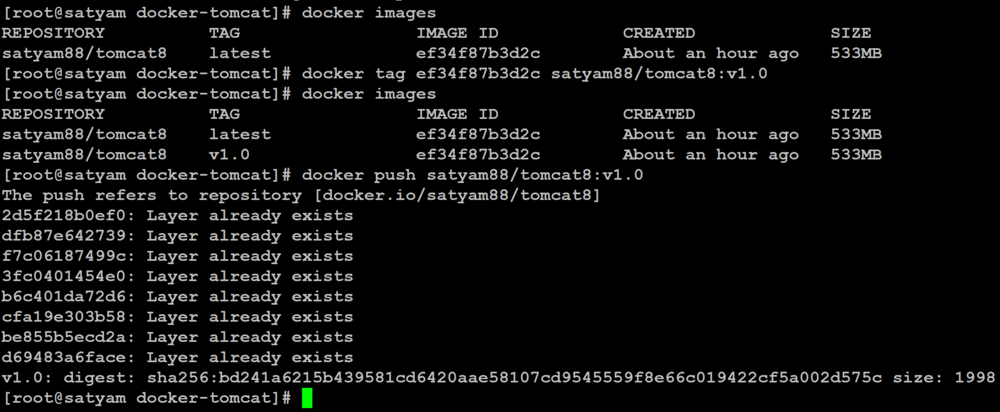 [root@satyam docker-tomcat]# docker images
REPOSITORY TAG IMAGE ID CREATED SIZE
satyam88/tomcat8 latest ef34f87b3d2c About an hour ago 533MB
[root@satyam docker-tomcat]# docker tag ef34f87b3d2c satyam88/tomcat8:v1.0
[root@satyam docker-tomcat]# docker images
REPOSITORY TAG IMAGE ID CREATED SIZE
satyam88/tomcat8 latest ef34f87b3d2c About an hour ago 533MB
satyam88/tomcat8 v1.0 ef34f87b3d2c About an hour ago 533MB
[root@satyam docker-tomcat]# docker push satyam88/tomcat8:v1.0
The push refers to repository [docker.io/satyam88/tomcat8]
2d5f218b0ef0: Layer already exists
dfb87e642739: Layer already exists
f7c06187499c: Layer already exists
3fc0401454e0: Layer already exists
b6c401da72d6: Layer already exists
cfa19e303b58: Layer already exists
be855b5ecd2a: Layer already exists
d69483a6face: Layer already exists
v1.0: digest: sha256:bd241a6215b439581cd6420aae58107cd9545559f8e66c019422cf5a002d575c size: 1998
[root@satyam docker-tomcat]#